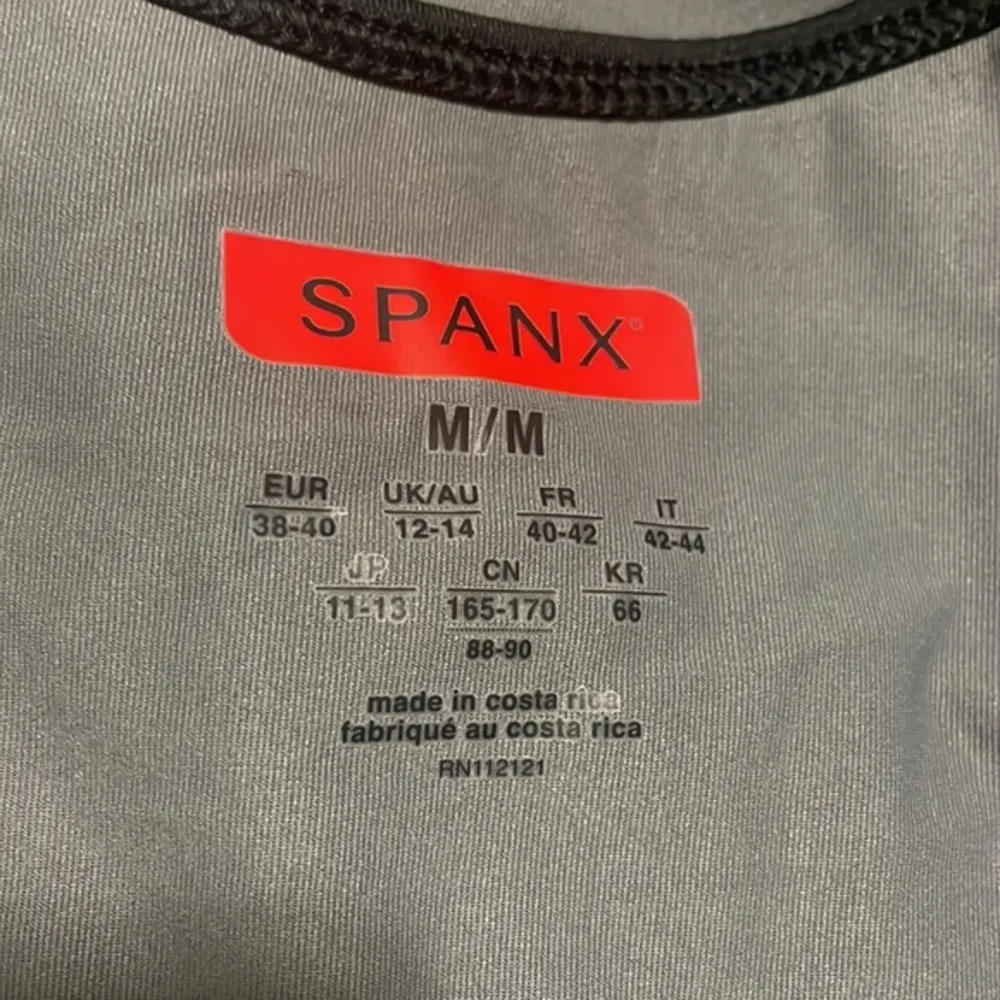 SPANX®
M/M
EUR UK/AU FR IT
38-40 12-14 40-42 42-44
JP CN KR
11-13 165-170 66
88-90
made in costa rica
fabriqué au costa rica
RN112121